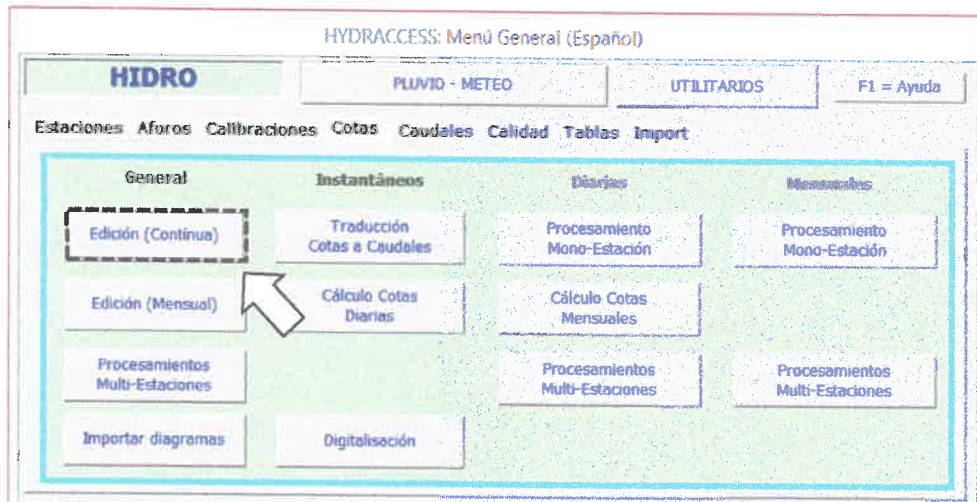 HYDRACCESS: Menú General (Español)
HIDRO PLUVIO - METEO UTILITARIOS F1 = Ayuda
Estaciones Aforos Calibraciones Cotas Caudales Calidad Tablas Import
General Instantáneos Diarias Mensuales
Edición (Contínua)
Traducción
Cotas a Caudales
Procesamiento
Mono-Estación
Procesamiento
Mono-Estación
Edición (Mensual)
Cálculo Cotas
Diarias
Cálculo Cotas
Mensuales
Procesamientos
Multi-Estaciones
Procesamientos
Multi-Estaciones
Procesamientos
Multi-Estaciones
Importar diagramas
Digitalisación